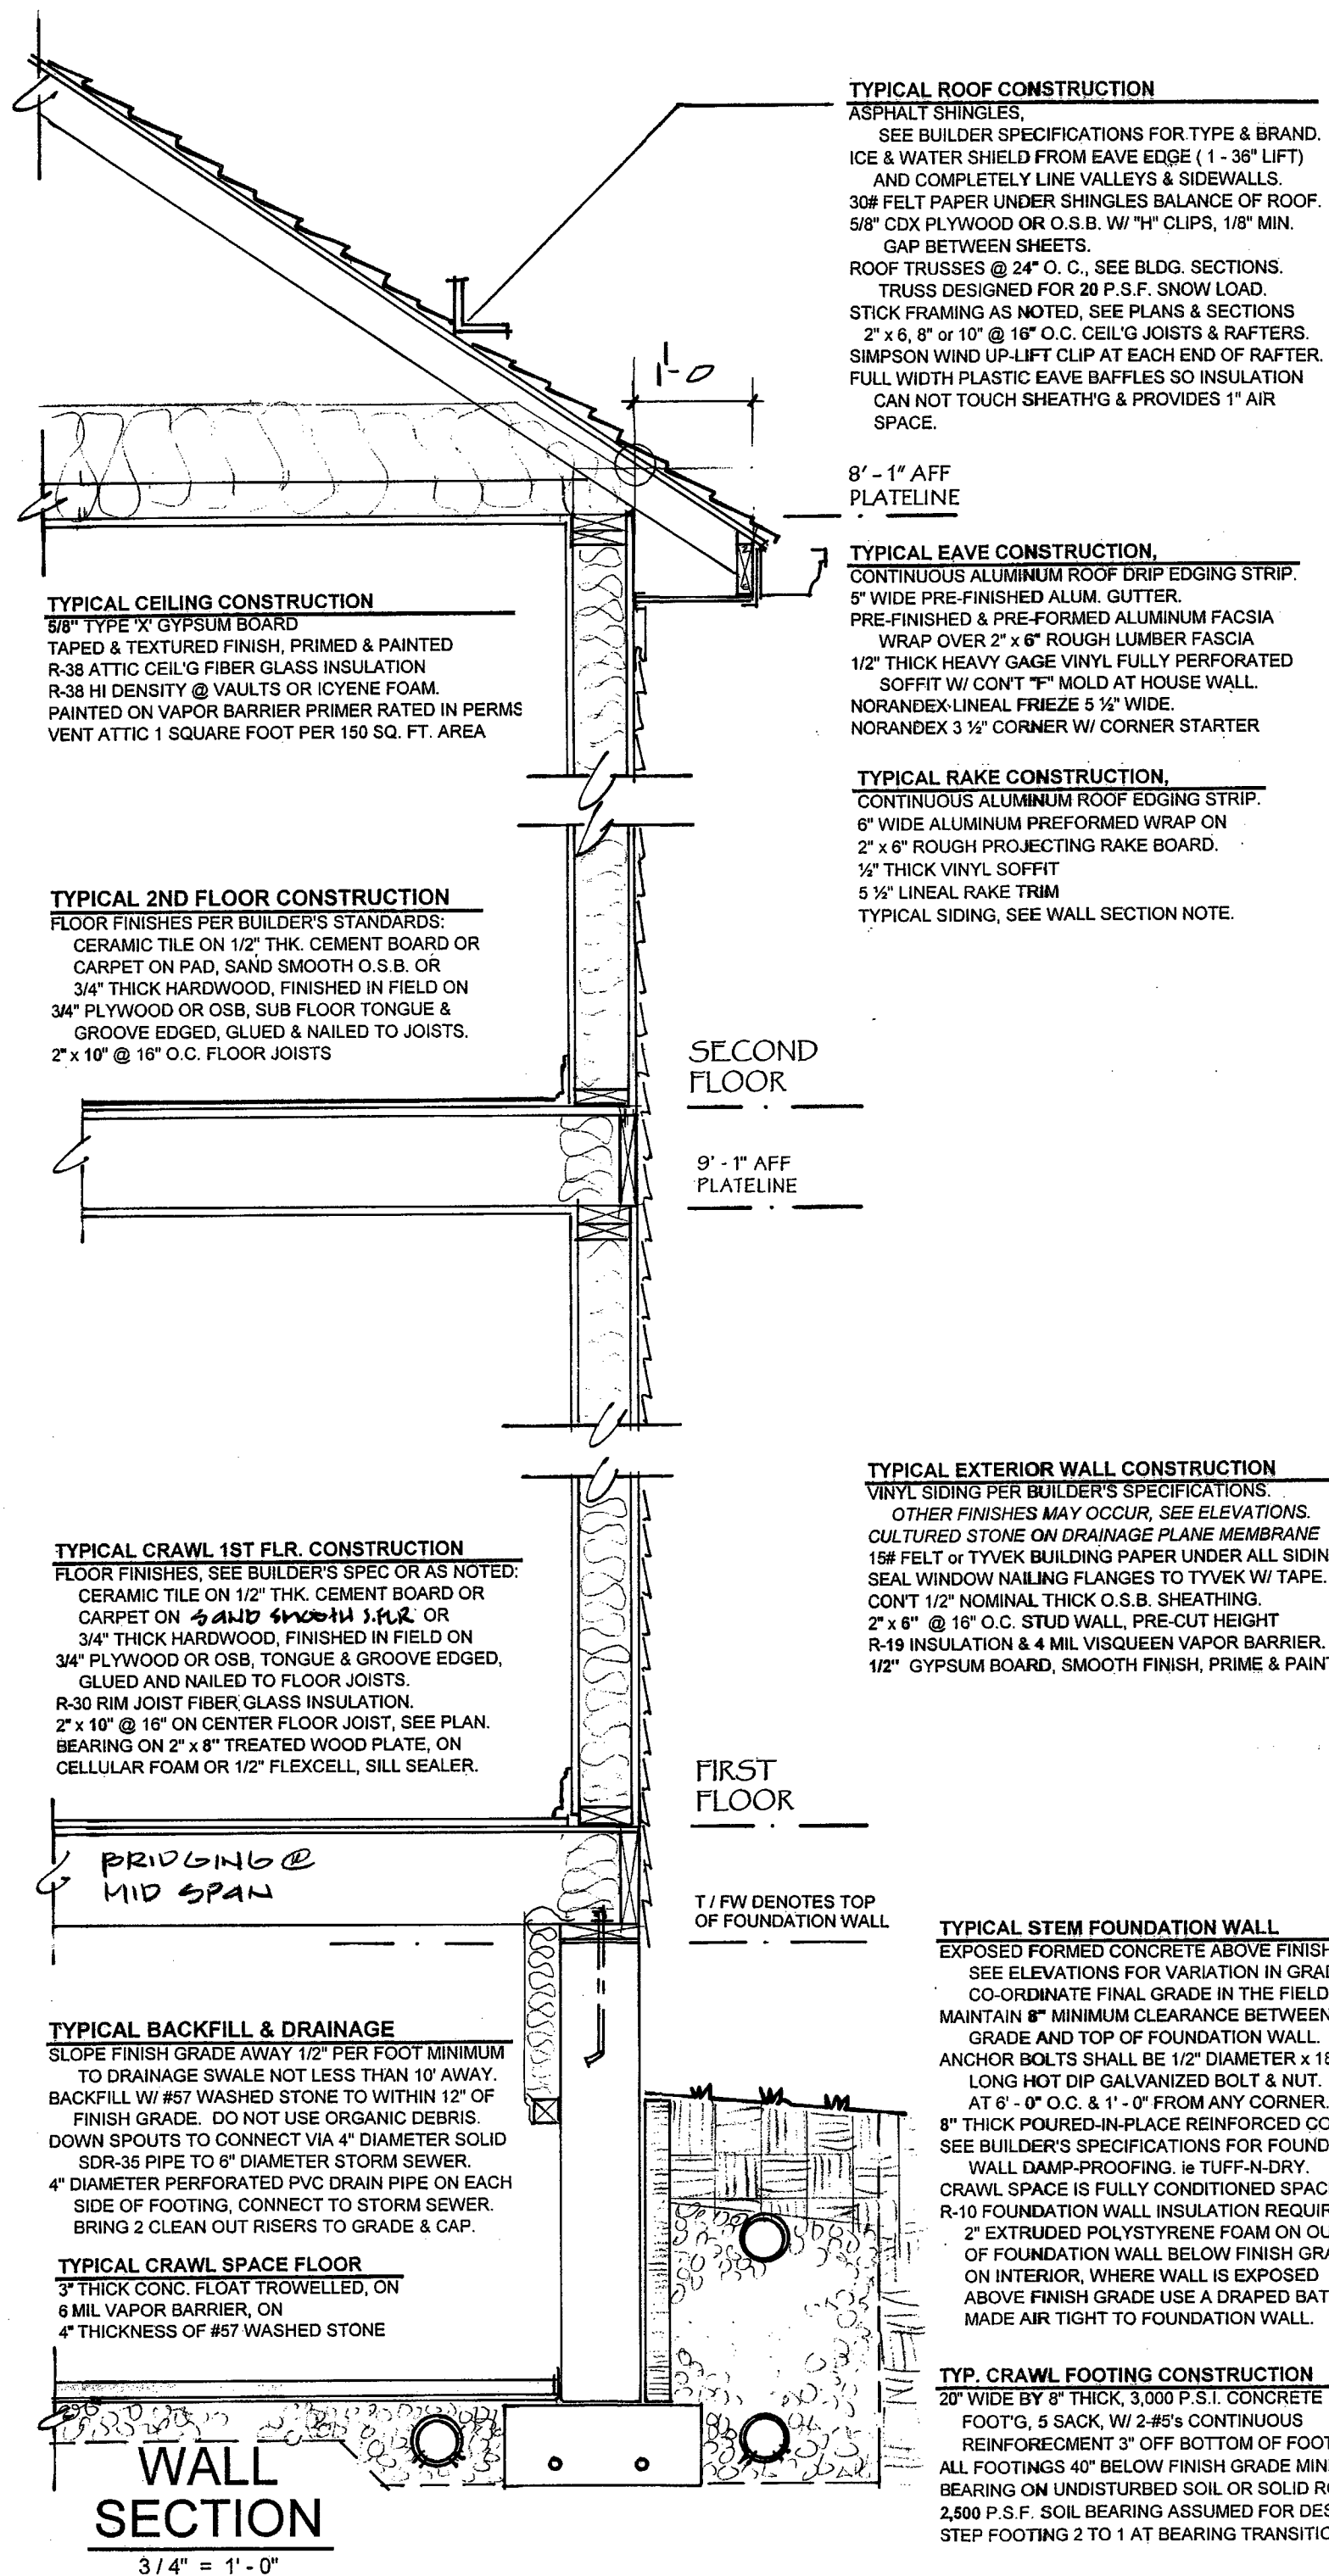 TYPICAL ROOF CONSTRUCTION
ASPHALT SHINGLES,
SEE BUILDER SPECIFICATIONS FOR TYPE & BRAND.
ICE & WATER SHIELD FROM EAVE EDGE ( 1 - 36" LIFT)
AND COMPLETELY LINE VALLEYS & SIDEWALLS.
30# FELT PAPER UNDER SHINGLES BALANCE OF ROOF.
5/8" CDX PLYWOOD OR O.S.B. W/ "H" CLIPS, 1/8" MIN.
GAP BETWEEN SHEETS.
ROOF TRUSSES @ 24" O. C., SEE BLDG. SECTIONS.
TRUSS DESIGNED FOR 20 P.S.F. SNOW LOAD.
STICK FRAMING AS NOTED, SEE PLANS & SECTIONS
2" x 6, 8" or 10" @ 16" O.C. CEIL'G JOISTS & RAFTERS.
SIMPSON WIND UP-LIFT CLIP AT EACH END OF RAFTER.
FULL WIDTH PLASTIC EAVE BAFFLES SO INSULATION
CAN NOT TOUCH SHEATH'G & PROVIDES 1" AIR
SPACE.
1'-0
8' - 1" AFF
PLATELINE
TYPICAL EAVE CONSTRUCTION,
CONTINUOUS ALUMINUM ROOF DRIP EDGING STRIP.
5" WIDE PRE-FINISHED ALUM. GUTTER.
PRE-FINISHED & PRE-FORMED ALUMINUM FACSIA
WRAP OVER 2" x 6" ROUGH LUMBER FASCIA
1/2" THICK HEAVY GAGE VINYL FULLY PERFORATED
SOFFIT W/ CON'T "F" MOLD AT HOUSE WALL.
NORANDEX LINEAL FRIEZE 5 ½" WIDE.
NORANDEX 3 ½" CORNER W/ CORNER STARTER
TYPICAL CEILING CONSTRUCTION
5/8" TYPE 'X' GYPSUM BOARD
TAPED & TEXTURED FINISH, PRIMED & PAINTED
R-38 ATTIC CEIL'G FIBER GLASS INSULATION
R-38 HI DENSITY @ VAULTS OR ICYENE FOAM.
PAINTED ON VAPOR BARRIER PRIMER RATED IN PERMS
VENT ATTIC 1 SQUARE FOOT PER 150 SQ. FT. AREA
TYPICAL RAKE CONSTRUCTION,
CONTINUOUS ALUMINUM ROOF EDGING STRIP.
6" WIDE ALUMINUM PREFORMED WRAP ON
2" x 6" ROUGH PROJECTING RAKE BOARD.
½" THICK VINYL SOFFIT
5 ½" LINEAL RAKE TRIM
TYPICAL SIDING, SEE WALL SECTION NOTE.
TYPICAL 2ND FLOOR CONSTRUCTION
FLOOR FINISHES PER BUILDER'S STANDARDS:
CERAMIC TILE ON 1/2" THK. CEMENT BOARD OR
CARPET ON PAD, SAND SMOOTH O.S.B. OR
3/4" THICK HARDWOOD, FINISHED IN FIELD ON
3/4" PLYWOOD OR OSB, SUB FLOOR TONGUE &
GROOVE EDGED, GLUED & NAILED TO JOISTS.
2" x 10" @ 16" O.C. FLOOR JOISTS
SECOND
FLOOR
9' - 1" AFF
PLATELINE
TYPICAL EXTERIOR WALL CONSTRUCTION
VINYL SIDING PER BUILDER'S SPECIFICATIONS.
OTHER FINISHES MAY OCCUR, SEE ELEVATIONS.
CULTURED STONE ON DRAINAGE PLANE MEMBRANE
15# FELT or TYVEK BUILDING PAPER UNDER ALL SIDIN
SEAL WINDOW NAILING FLANGES TO TYVEK W/ TAPE.
CON'T 1/2" NOMINAL THICK O.S.B. SHEATHING.
2" x 6" @ 16" O.C. STUD WALL, PRE-CUT HEIGHT
R-19 INSULATION & 4 MIL VISQUEEN VAPOR BARRIER.
1/2" GYPSUM BOARD, SMOOTH FINISH, PRIME & PAIN
TYPICAL CRAWL 1ST FLR. CONSTRUCTION
FLOOR FINISHES, SEE BUILDER'S SPEC OR AS NOTED:
CERAMIC TILE ON 1/2" THK. CEMENT BOARD OR
CARPET ON SAND SMOOTH S.FLR OR
3/4" THICK HARDWOOD, FINISHED IN FIELD ON
3/4" PLYWOOD OR OSB, TONGUE & GROOVE EDGED,
GLUED AND NAILED TO FLOOR JOISTS.
R-30 RIM JOIST FIBER GLASS INSULATION.
2" x 10" @ 16" ON CENTER FLOOR JOIST, SEE PLAN.
BEARING ON 2" x 8" TREATED WOOD PLATE, ON
CELLULAR FOAM OR 1/2" FLEXCELL, SILL SEALER.
FIRST
FLOOR
BRIDGING @
MID SPAN
T / FW DENOTES TOP
OF FOUNDATION WALL
TYPICAL STEM FOUNDATION WALL
EXPOSED FORMED CONCRETE ABOVE FINISH
SEE ELEVATIONS FOR VARIATION IN GRAD
CO-ORDINATE FINAL GRADE IN THE FIELD
MAINTAIN 8" MINIMUM CLEARANCE BETWEEN
GRADE AND TOP OF FOUNDATION WALL.
ANCHOR BOLTS SHALL BE 1/2" DIAMETER x 18
LONG HOT DIP GALVANIZED BOLT & NUT.
AT 6' - 0" O.C. & 1' - 0" FROM ANY CORNER.
8" THICK POURED-IN-PLACE REINFORCED CO
SEE BUILDER'S SPECIFICATIONS FOR FOUND
WALL DAMP-PROOFING. ie TUFF-N-DRY.
CRAWL SPACE IS FULLY CONDITIONED SPAC
R-10 FOUNDATION WALL INSULATION REQUIR
2" EXTRUDED POLYSTYRENE FOAM ON OU
OF FOUNDATION WALL BELOW FINISH GRA
ON INTERIOR, WHERE WALL IS EXPOSED
ABOVE FINISH GRADE USE A DRAPED BAT
MADE AIR TIGHT TO FOUNDATION WALL.
TYPICAL BACKFILL & DRAINAGE
SLOPE FINISH GRADE AWAY 1/2" PER FOOT MINIMUM
TO DRAINAGE SWALE NOT LESS THAN 10' AWAY.
BACKFILL W/ #57 WASHED STONE TO WITHIN 12" OF
FINISH GRADE. DO NOT USE ORGANIC DEBRIS.
DOWN SPOUTS TO CONNECT VIA 4" DIAMETER SOLID
SDR-35 PIPE TO 6" DIAMETER STORM SEWER.
4" DIAMETER PERFORATED PVC DRAIN PIPE ON EACH
SIDE OF FOOTING, CONNECT TO STORM SEWER.
BRING 2 CLEAN OUT RISERS TO GRADE & CAP.
TYPICAL CRAWL SPACE FLOOR
3" THICK CONC. FLOAT TROWELLED, ON
6 MIL VAPOR BARRIER, ON
4" THICKNESS OF #57 WASHED STONE
TYP. CRAWL FOOTING CONSTRUCTION
20" WIDE BY 8" THICK, 3,000 P.S.I. CONCRETE
FOOT'G, 5 SACK, W/ 2-#5's CONTINUOUS
REINFORECMENT 3" OFF BOTTOM OF FOOT
ALL FOOTINGS 40" BELOW FINISH GRADE MIN
BEARING ON UNDISTURBED SOIL OR SOLID RO
2,500 P.S.F. SOIL BEARING ASSUMED FOR DES
STEP FOOTING 2 TO 1 AT BEARING TRANSITIO
WALL
SECTION
3 / 4" = 1' - 0"